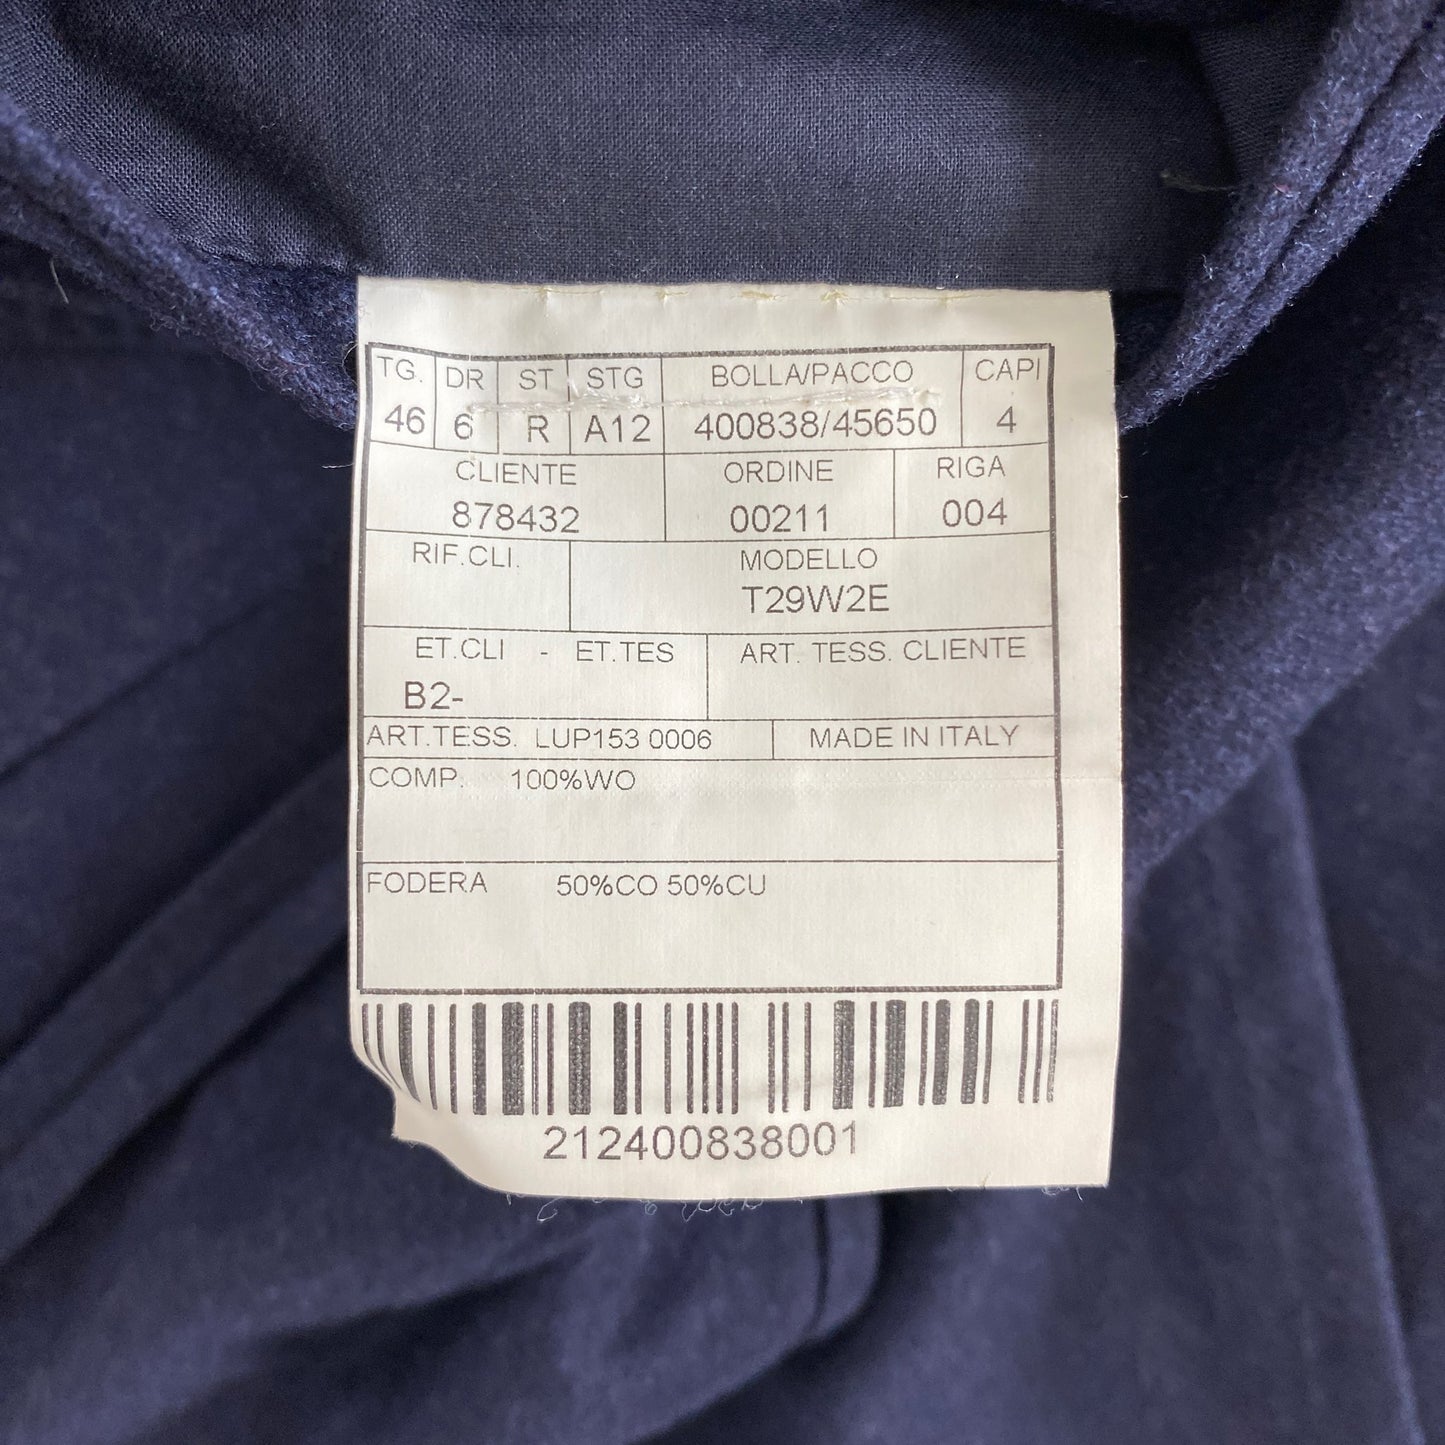 TG. DR ST STG BOLLA/PACCO CAPI
46 6 R A12 400838/45650 4
CLIENTE ORDINE RIGA
878432 00211 004
RIF.CLI. MODELLO
T29W2E
ET.CLI - ET.TES ART. TESS. CLIENTE
B2-
ART.TESS. LUP153 0006 MADE IN ITALY
COMP. 100%WO
FODERA 50%CO 50%CU
212400838001